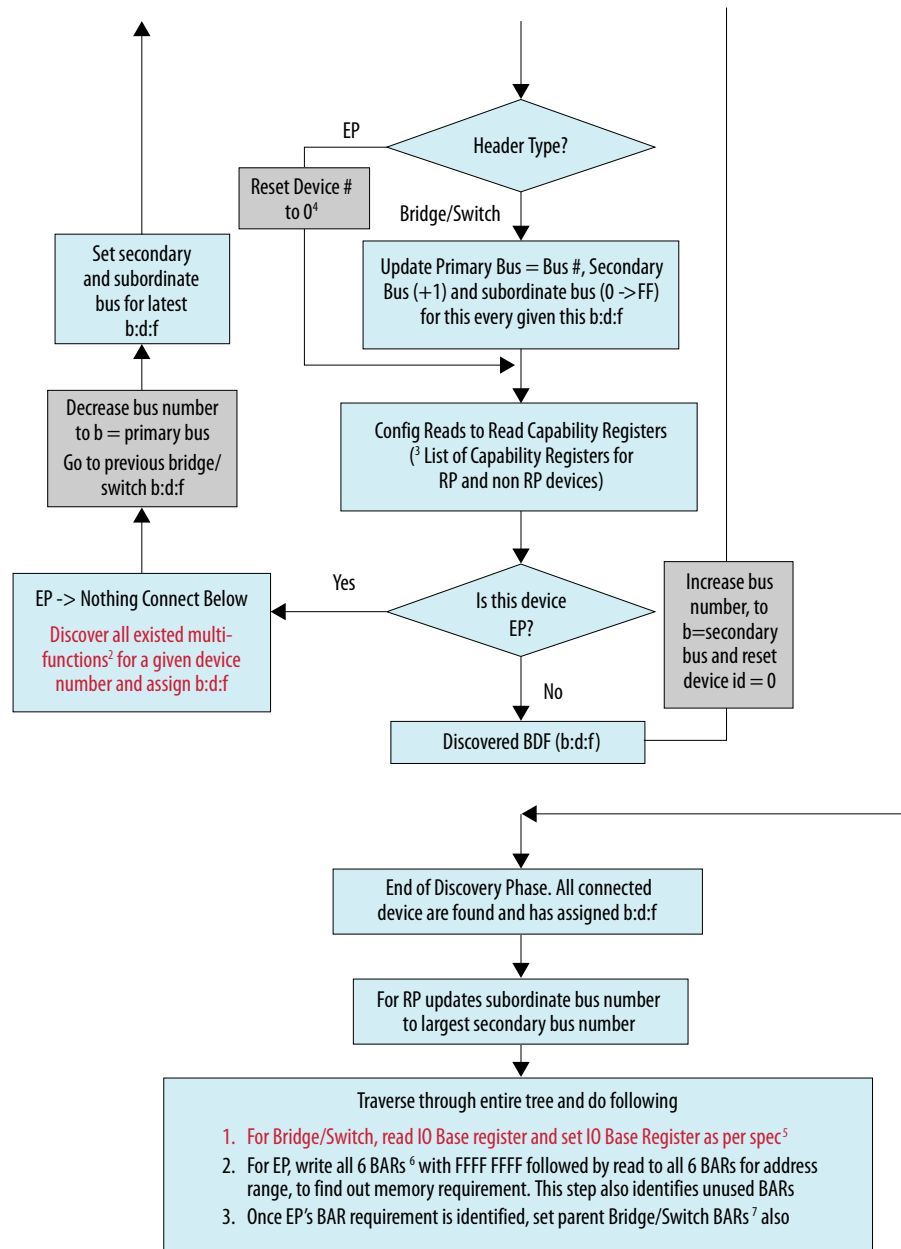 EP
Header Type?
Reset Device #
to 0⁴
Bridge/Switch
Set secondary
and subordinate
bus for latest
b:d:f
Update Primary Bus = Bus #, Secondary
Bus (+1) and subordinate bus (0 ->FF)
for this every given this b:d:f
Decrease bus number
to b = primary bus
Go to previous bridge/
switch b:d:f
Config Reads to Read Capability Registers
(³ List of Capability Registers for
RP and non RP devices)
EP -> Nothing Connect Below
Discover all existed multi-
functions² for a given device
number and assign b:d:f
Yes
Is this device
EP?
Increase bus
number, to
b=secondary
bus and reset
device id = 0
No
Discovered BDF (b:d:f)
End of Discovery Phase. All connected
device are found and has assigned b:d:f
For RP updates subordinate bus number
to largest secondary bus number
Traverse through entire tree and do following
1. For Bridge/Switch, read IO Base register and set IO Base Register as per spec⁵
2. For EP, write all 6 BARs ⁶ with FFFF FFFF followed by read to all 6 BARs for address
range, to find out memory requirement. This step also identifies unused BARs
3. Once EP's BAR requirement is identified, set parent Bridge/Switch BARs ⁷ also